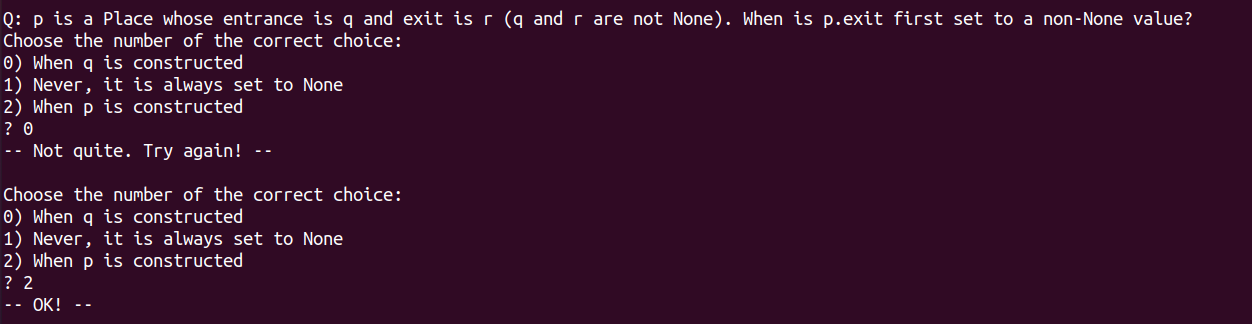 Q: p is a Place whose entrance is q and exit is r (q and r are not None). When is p.exit first set to a non-None value?
Choose the number of the correct choice:
0) When q is constructed
1) Never, it is always set to None
2) When p is constructed
? 0
-- Not quite. Try again! --
Choose the number of the correct choice:
0) When q is constructed
1) Never, it is always set to None
2) When p is constructed
? 2
-- OK! --